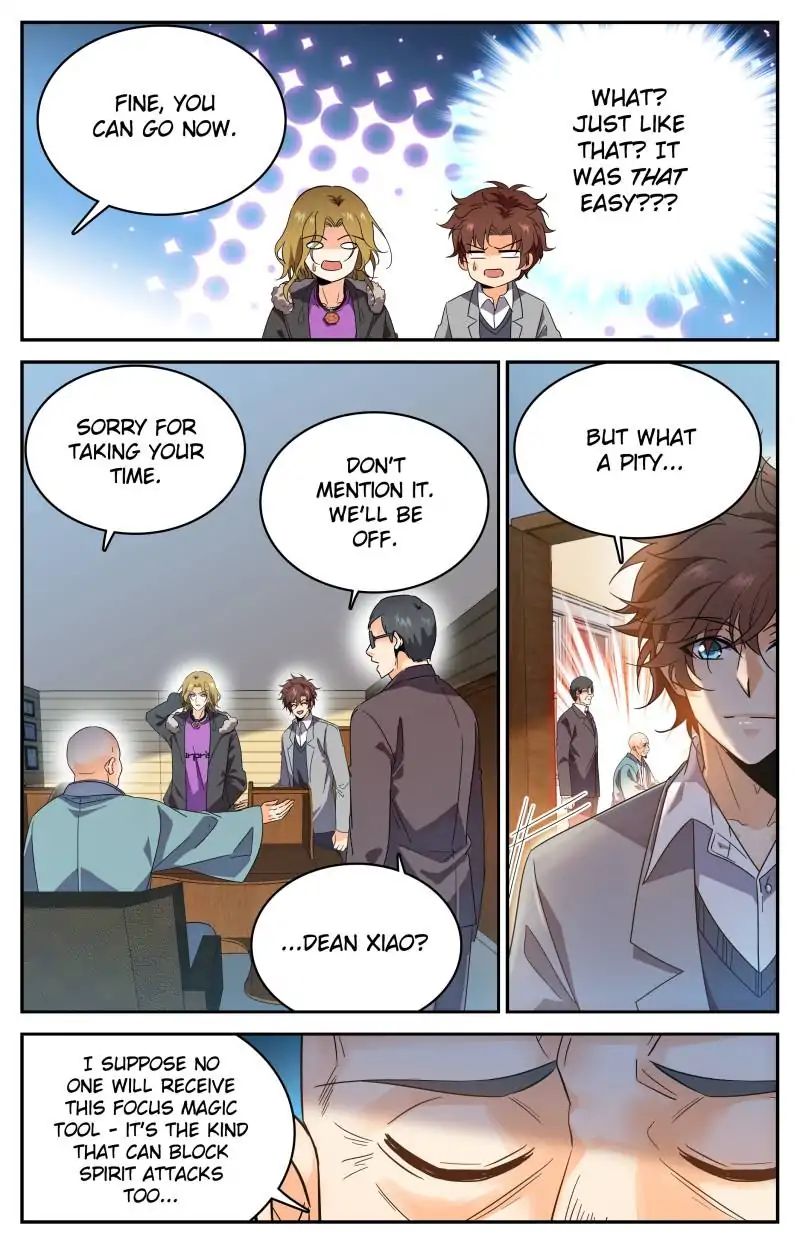 FINE, YOU
CAN GO NOW.
WHAT?
JUST LIKE
THAT? IT
WAS THAT
EASY???
SORRY FOR
TAKING YOUR
TIME.
DON'T
MENTION IT.
WE'LL BE
OFF.
...DEAN XIAO?
BUT WHAT
A PITY...
I SUPPOSE NO
ONE WILL RECEIVE
THIS FOCUS MAGIC
TOOL - IT'S THE KIND
THAT CAN BLOCK
SPIRIT ATTACKS
TOO...